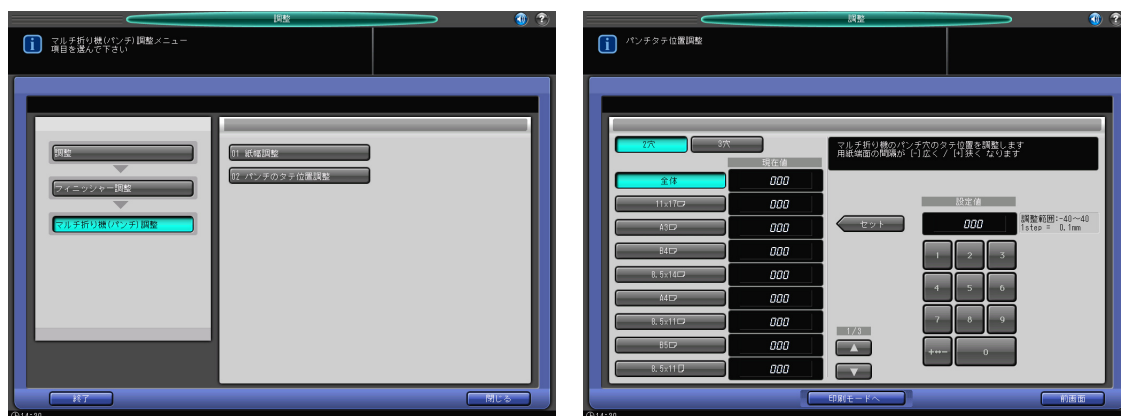 調整
マルチ折り機(パンチ)調整メニュー
項目を選んで下さい
調整
フィニッシャー調整
マルチ折り機(パンチ)調整
01 紙幅調整
02 パンチのタテ位置調整
終了
閉じる
14:20
調整
パンチタテ位置調整
2穴
3穴
現在値
全体
000
11x17
000
A3
000
B4
000
8.5x14
000
A4
000
8.5x11
000
B5
000
8.5x11
000
マルチ折り機のパンチ穴のタテ位置を調整します
用紙端面の間隔が [-]広く / [+]狭く なります
設定値
セット
000
調整範囲:-40~40
1step = 0.1mm
1
2
3
4
5
6
7
8
9
+↔-
0
1/3
印刷モードへ
前画面